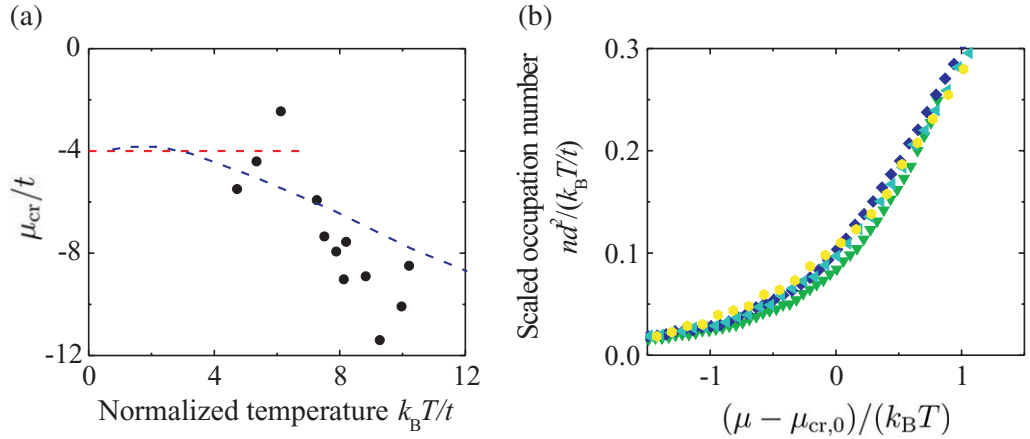 (a)
0
-4
-8
-12
μcr/t
0
4
8
12
Normalized temperature kBT/t
(b)
0.3
0.2
0.1
0.0
Scaled occupation number
nd²/(kBT/t)
-1
0
1
(μ − μcr,0)/(kBT)